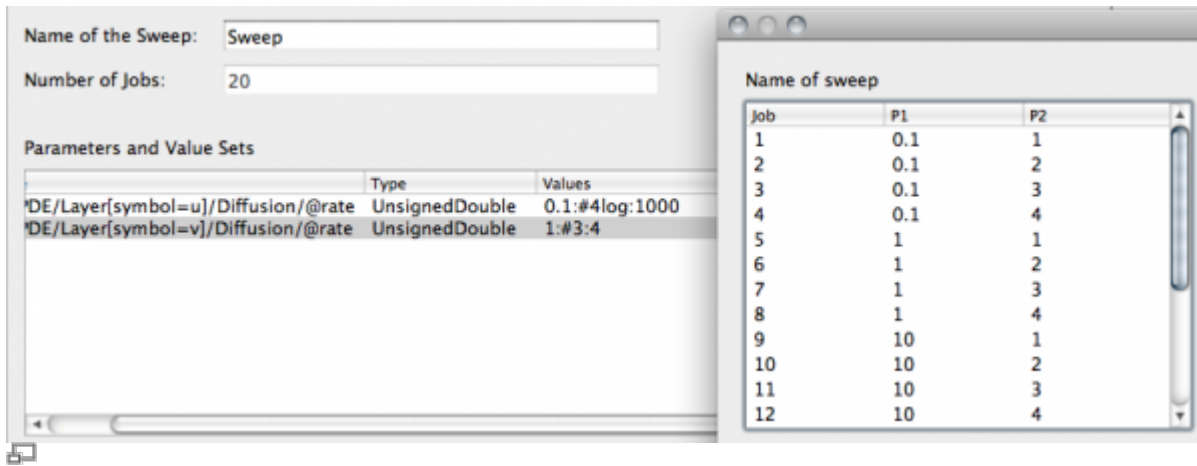 Name of the Sweep: Sweep
Number of Jobs: 20
Parameters and Value Sets
Type Values
DE/Layer[symbol=u]/Diffusion/@rate UnsignedDouble 0.1:#4log:1000
DE/Layer[symbol=v]/Diffusion/@rate UnsignedDouble 1:#3:4
Name of sweep
Job P1 P2
1 0.1 1
2 0.1 2
3 0.1 3
4 0.1 4
5 1 1
6 1 2
7 1 3
8 1 4
9 10 1
10 10 2
11 10 3
12 10 4